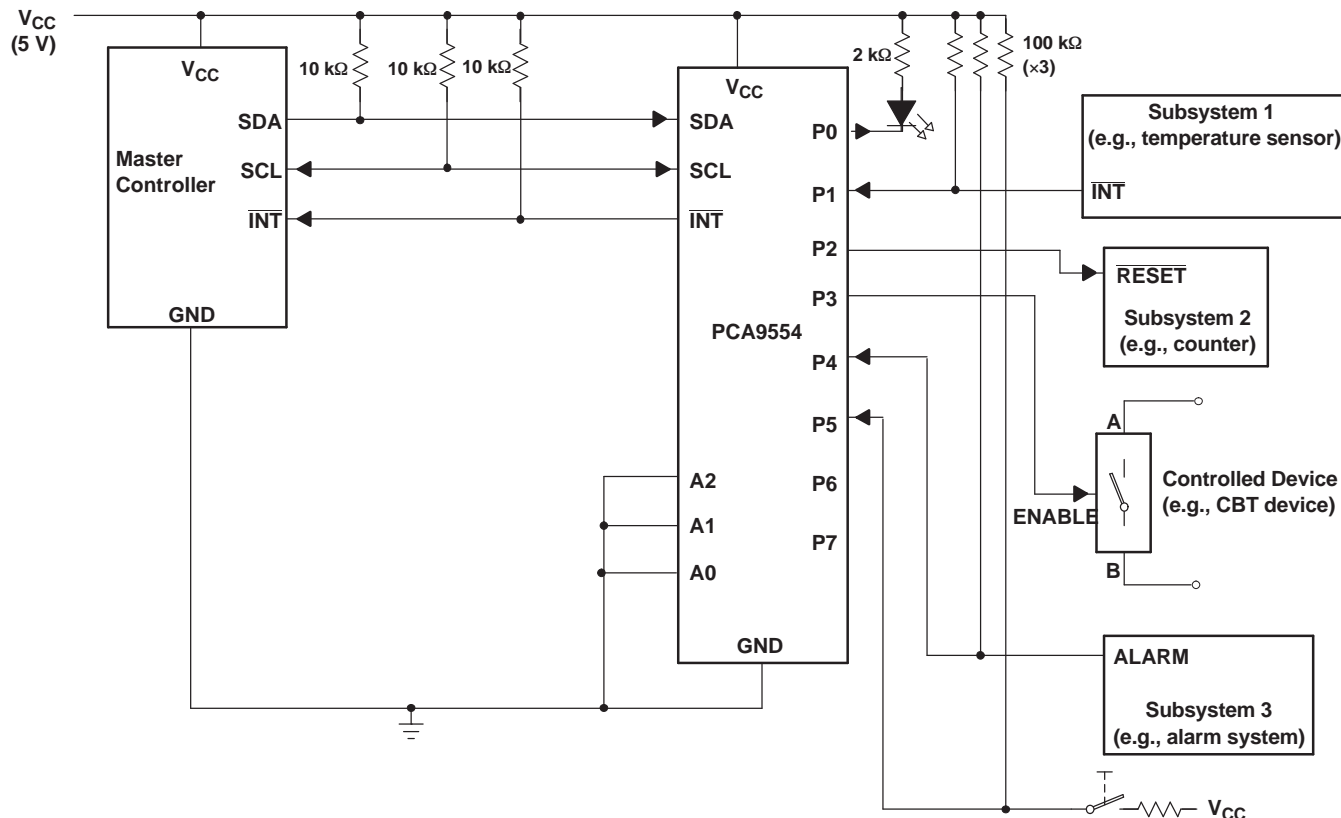 VCC
(5 V)
VCC
10 kΩ
10 kΩ
10 kΩ
2 kΩ
100 kΩ
(×3)
Master
Controller
SDA
SCL
INT
GND
VCC
SDA
SCL
INT
PCA9554
A2
A1
A0
GND
P0
P1
P2
P3
P4
P5
P6
P7
Subsystem 1
(e.g., temperature sensor)
INT
RESET
Subsystem 2
(e.g., counter)
A
ENABLE
B
Controlled Device
(e.g., CBT device)
ALARM
Subsystem 3
(e.g., alarm system)
VCC